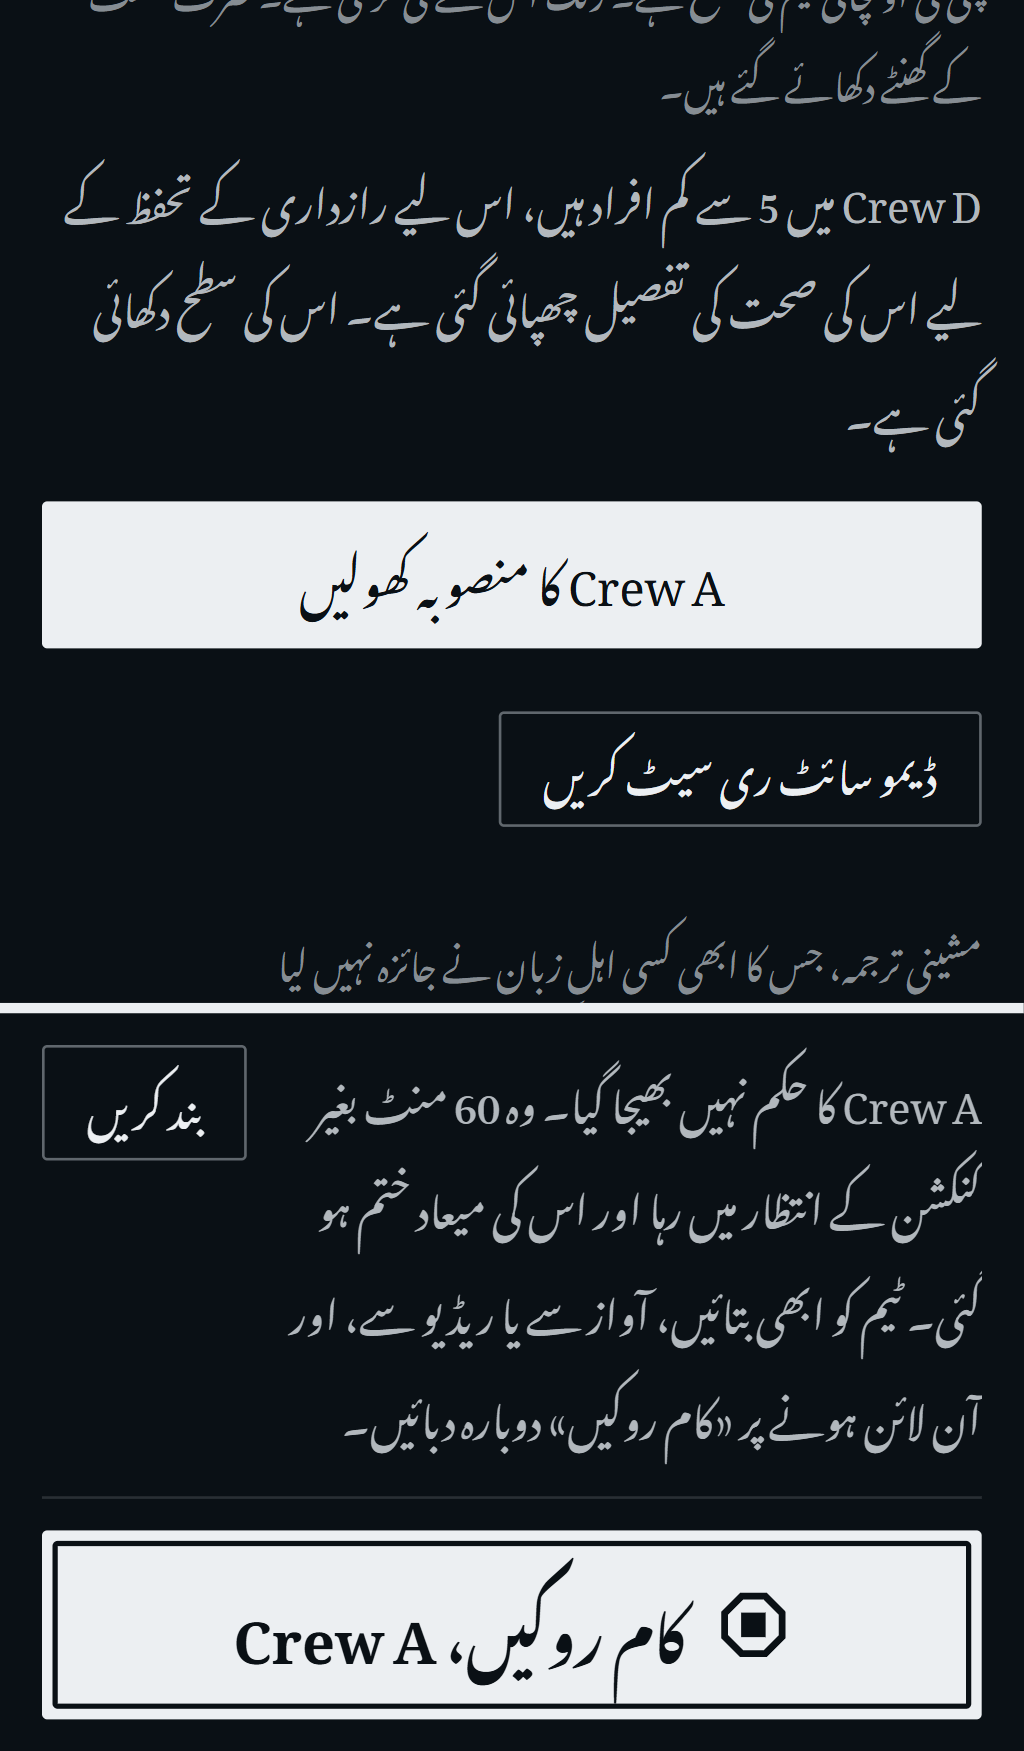 کے گھنٹے دکھائے گئے ہیں۔
Crew D میں 5 سے کم افراد ہیں، اس لیے رازداری کے تحفظ کے
لیے اس کی صحت کی تفصیل چھپائی گئی ہے۔ اس کی سطح دکھائی
گئی ہے۔
Crew A کا منصوبہ کھولیں
ڈیمو سائٹ ری سیٹ کریں
مشینی ترجمہ، جس کا ابھی کسی اہلِ زبان نے جائزہ نہیں لیا
Crew A کا حکم نہیں بھیجا گیا۔ وہ 60 منٹ بغیر
کنکشن کے انتظار میں رہا اور اس کی میعاد ختم ہو
گئی۔ ٹیم کو ابھی بتائیں، آواز سے یا ریڈیو سے، اور
آن لائن ہونے پر «کام روکیں» دوبارہ دبائیں۔
بند کریں
کام روکیں، Crew A